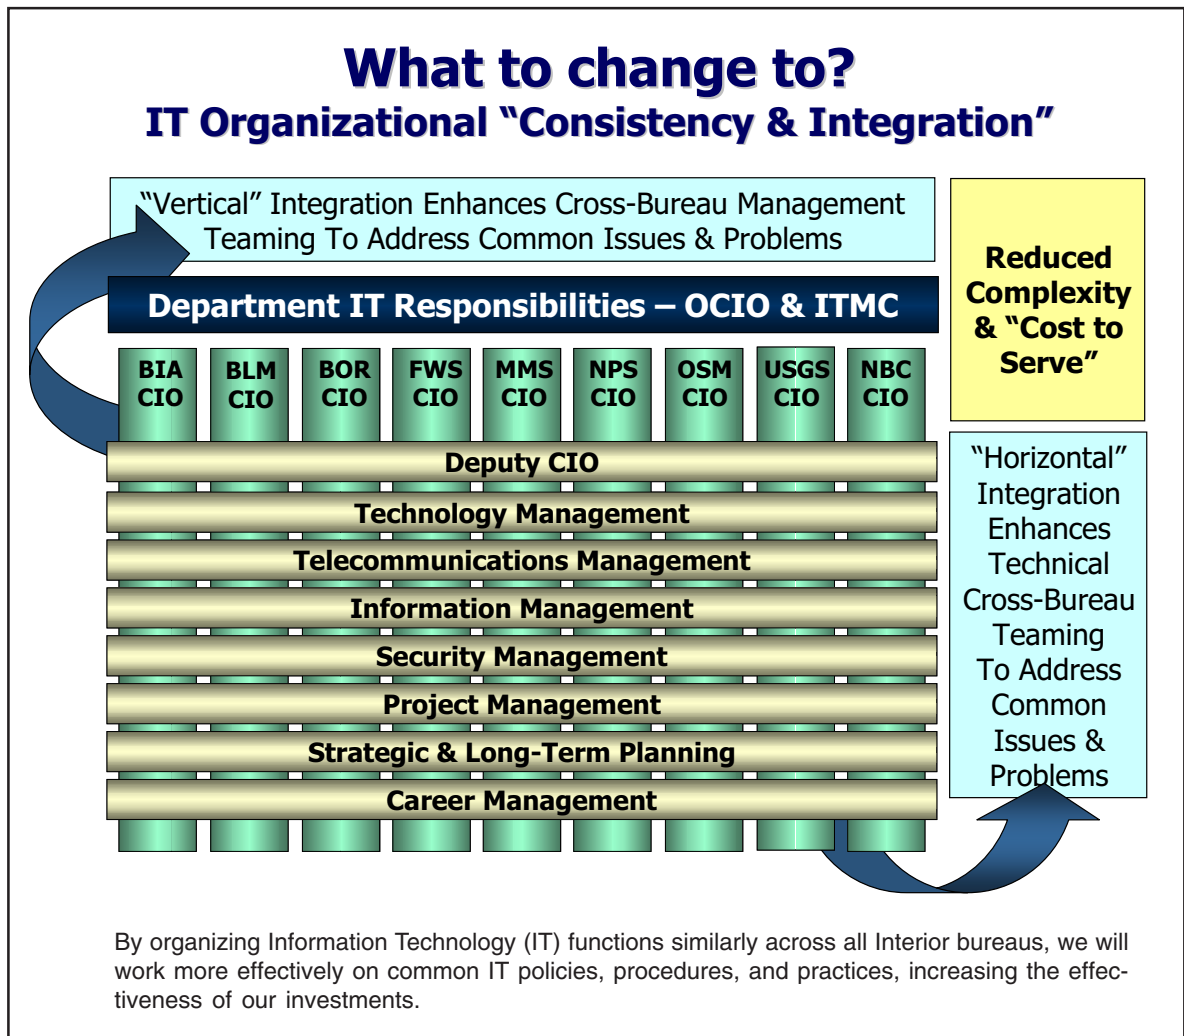 What to change to?
IT Organizational “Consistency & Integration”
“Vertical” Integration Enhances Cross-Bureau Management
Teaming To Address Common Issues & Problems
Reduced
Complexity
& “Cost to
Serve”
Department IT Responsibilities – OCIO & ITMC
BIA
CIO
BLM
CIO
BOR
CIO
FWS
CIO
MMS
CIO
NPS
CIO
OSM
CIO
USGS
CIO
NBC
CIO
Deputy CIO
Technology Management
Telecommunications Management
Information Management
Security Management
Project Management
Strategic & Long-Term Planning
Career Management
“Horizontal”
Integration
Enhances
Technical
Cross-Bureau
Teaming
To Address
Common
Issues &
Problems
By organizing Information Technology (IT) functions similarly across all Interior bureaus, we will
work more effectively on common IT policies, procedures, and practices, increasing the effec-
tiveness of our investments.